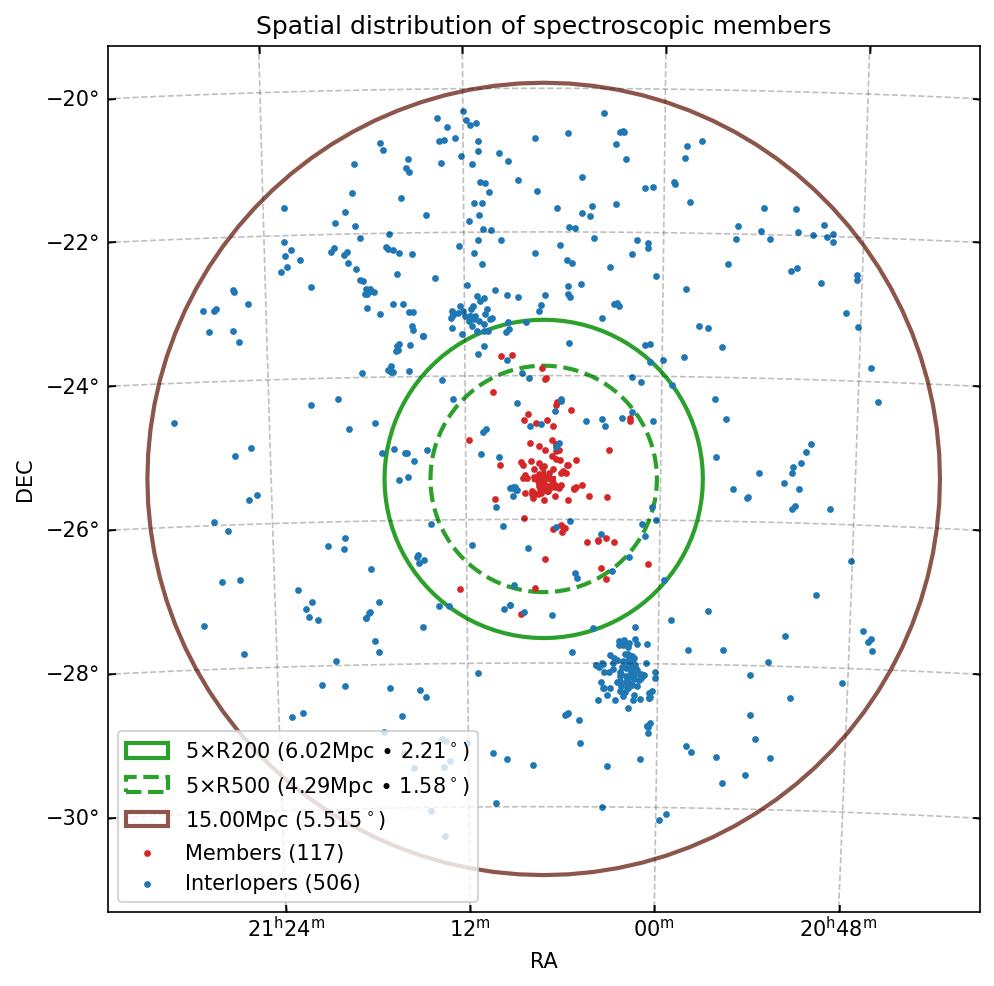 Spatial distribution of spectroscopic members
−20°
−22°
−24°
−26°
−28°
−30°
DEC
5×R200 (6.02Mpc • 2.21°)
5×R500 (4.29Mpc • 1.58°)
15.00Mpc (5.515°)
Members (117)
Interlopers (506)
21ʰ24ᵐ 12ᵐ 00ᵐ 20ʰ48ᵐ
RA